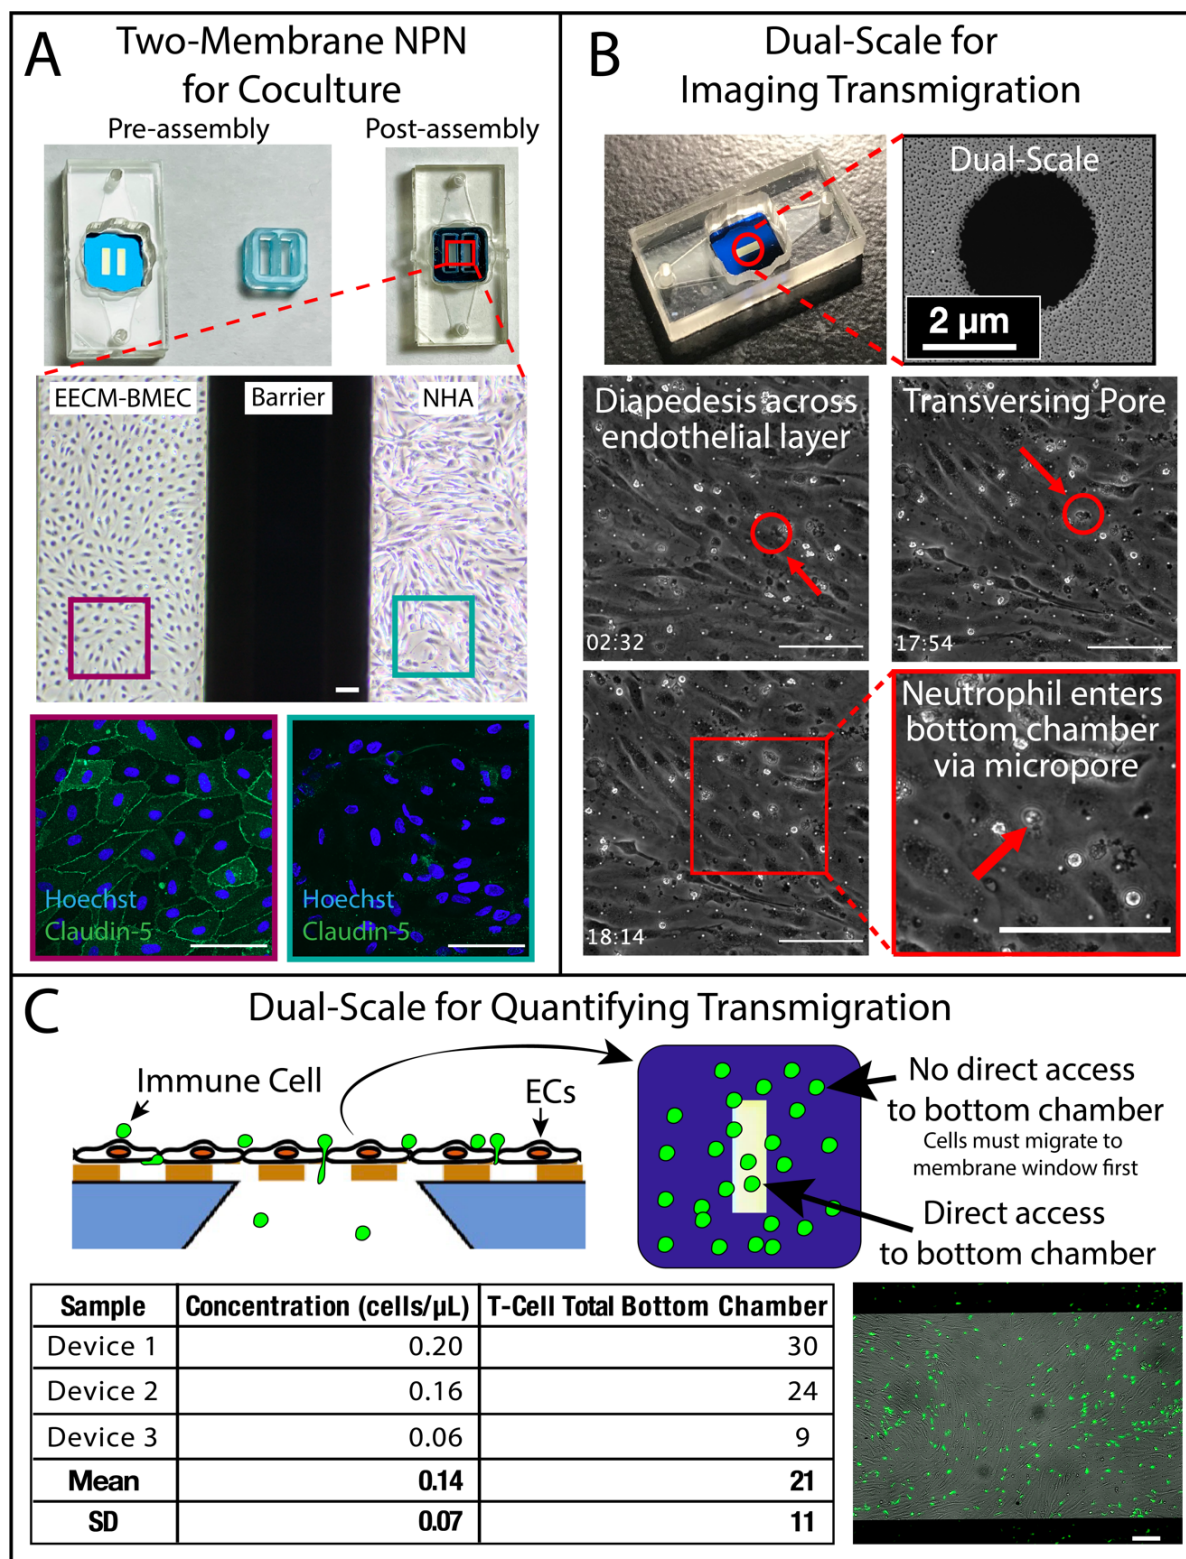 A
Two-Membrane NPN
for Coculture
Pre-assembly
Post-assembly
EECM-BMEC
Barrier
NHA
Hoechst
Claudin-5
Hoechst
Claudin-5
B
Dual-Scale for
Imaging Transmigration
Dual-Scale
2 µm
Diapedesis across
endothelial layer
02:32
Transversing Pore
17:54
18:14
Neutrophil enters
bottom chamber
via micropore
C
Dual-Scale for Quantifying Transmigration
Immune Cell
ECs
No direct access
to bottom chamber
Cells must migrate to
membrane window first
Direct access
to bottom chamber
Sample Concentration (cells/µL) T-Cell Total Bottom Chamber
Device 1 0.20 30
Device 2 0.16 24
Device 3 0.06 9
Mean 0.14 21
SD 0.07 11